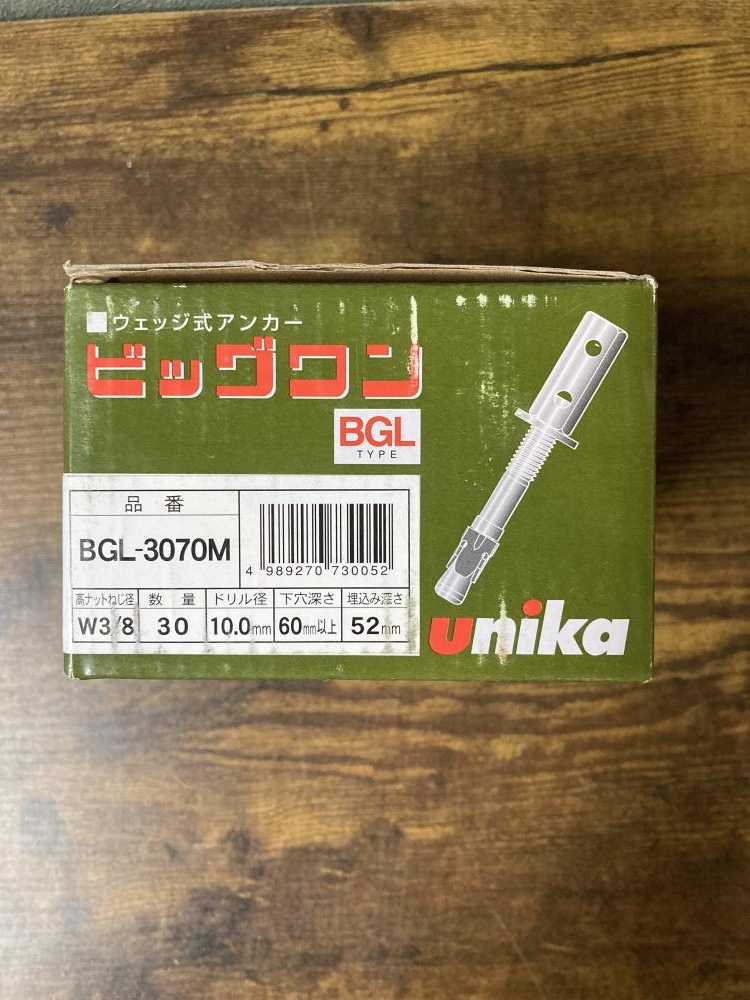 ウェッジ式アンカー
ビッグワン
BGL
TYPE
品番
BGL-3070M
4 989270 730052
高ナットねじ径 数量 ドリル径 下穴深さ 埋込み深さ
W3/8 30 10.0mm 60mm以上 52mm
unika